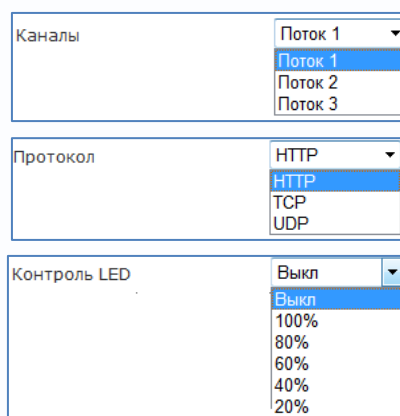 Каналы Поток 1
Поток 1
Поток 2
Поток 3
Протокол HTTP
HTTP
TCP
UDP
Контроль LED Выкл
Выкл
100%
80%
60%
40%
20%